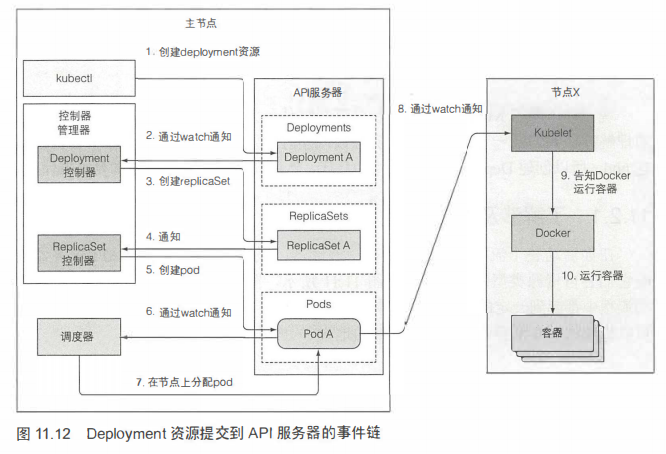 主节点
1. 创建deployment资源
kubectl
API服务器
控制器
管理器
Deployments
2. 通过watch通知
Deployment
控制器
Deployment A
3. 创建replicaSet
ReplicaSets
4. 通知
ReplicaSet
控制器
ReplicaSet A
5. 创建pod
Pods
6. 通过watch通知
调度器
Pod A
7. 在节点上分配pod
8. 通过watch通知
节点X
Kubelet
9. 告知Docker
运行容器
Docker
10. 运行容器
容器
图 11.12 Deployment 资源提交到 API 服务器的事件链